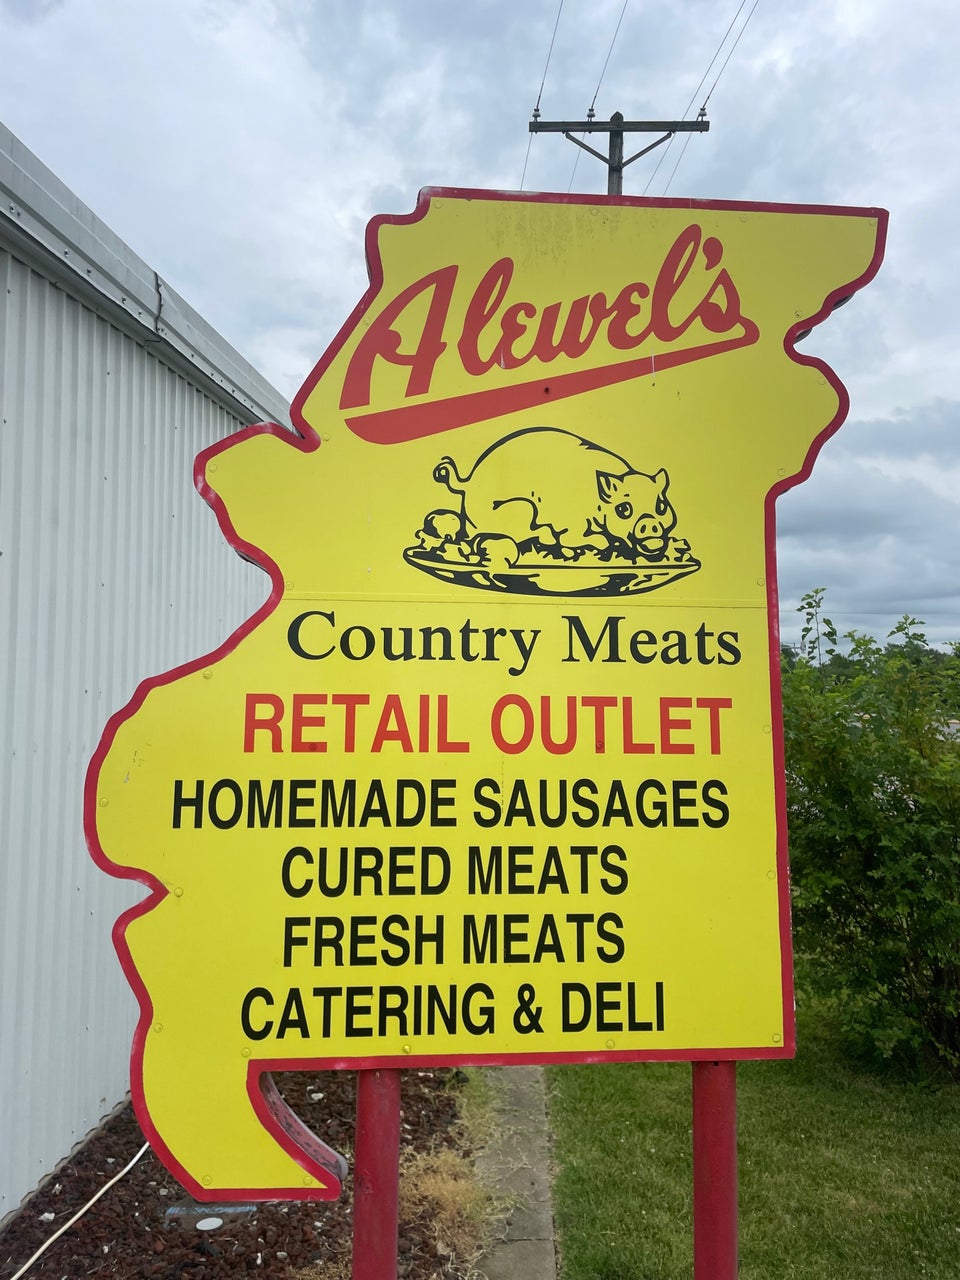 Alewel's
Country Meats
RETAIL OUTLET
HOMEMADE SAUSAGES
CURED MEATS
FRESH MEATS
CATERING & DELI